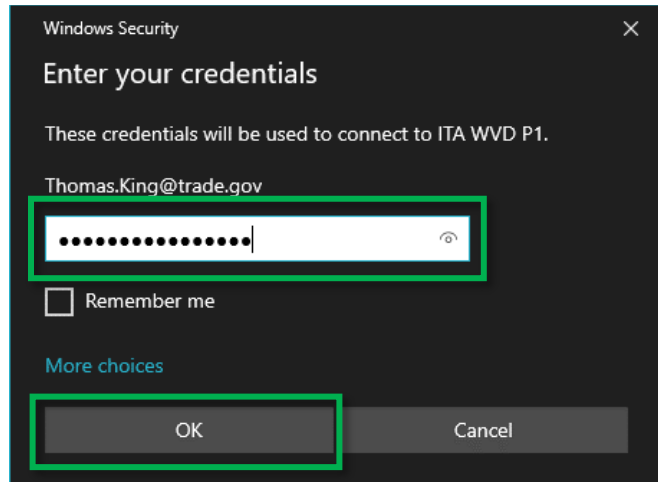 Windows Security
Enter your credentials
These credentials will be used to connect to ITA WVD P1.
Thomas.King@trade.gov
●●●●●●●●●●●●●●●●
Remember me
More choices
OK
Cancel